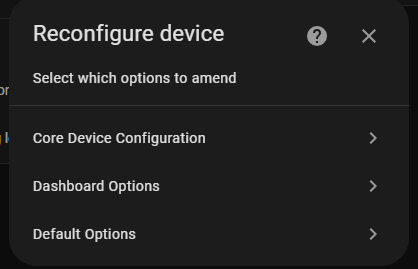 Reconfigure device
Select which options to amend
Core Device Configuration
Dashboard Options
Default Options